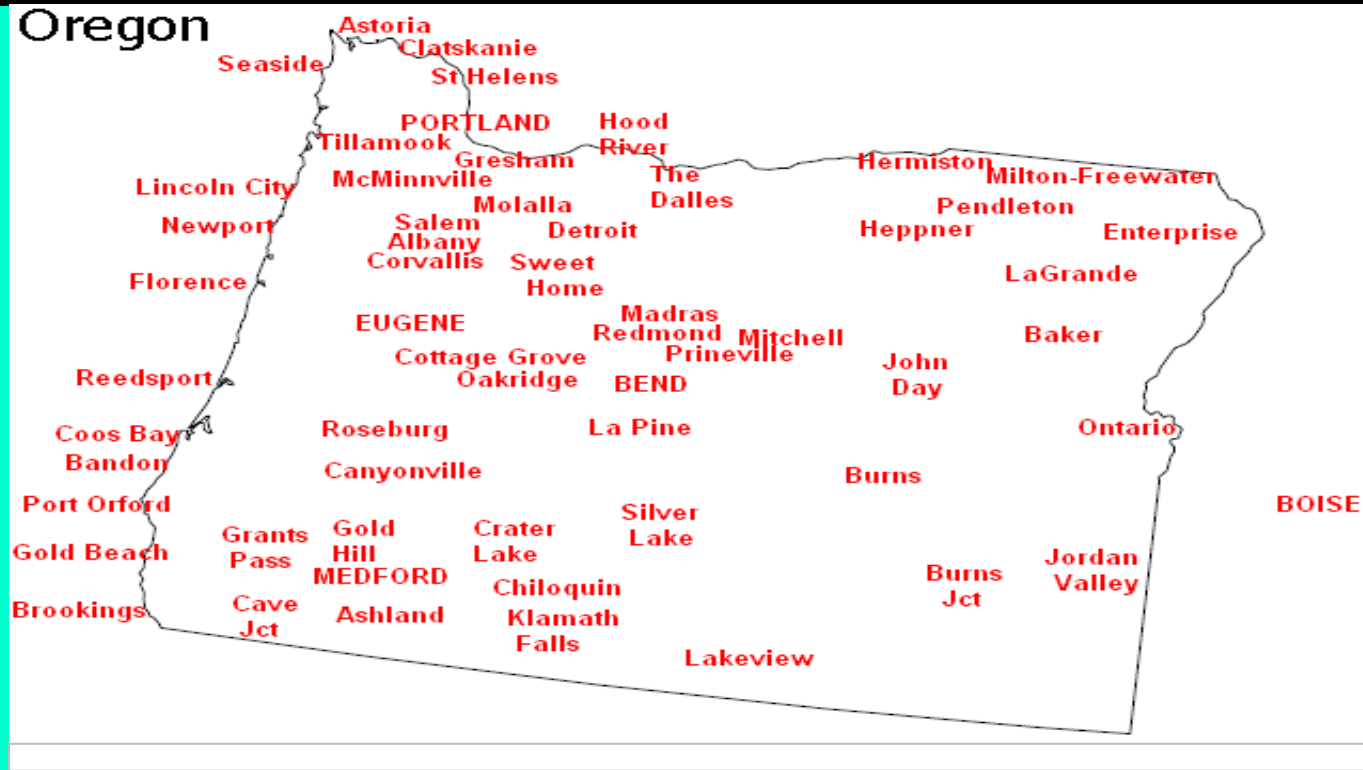 Oregon
Astoria
Clatskanie
Seaside
St Helens
PORTLAND
Hood
River
Tillamook
Gresham
Hermiston
The
Dalles
Milton-Freewater
McMinnville
Lincoln City
Molalla
Pendleton
Newport
Salem
Detroit
Heppner
Enterprise
Albany
Corvallis
Sweet
Home
LaGrande
Florence
Madras
EUGENE
Redmond
Mitchell
Baker
Cottage Grove
Prineville
John
Day
Reedsport
Oakridge
BEND
Coos Bay
Roseburg
La Pine
Ontario
Bandon
Canyonville
Burns
Port Orford
BOISE
Silver
Lake
Grants
Pass
Gold
Hill
Crater
Lake
Gold Beach
Jordan
Valley
MEDFORD
Burns
Jct
Chiloquin
Brookings
Cave
Jct
Ashland
Klamath
Falls
Lakeview